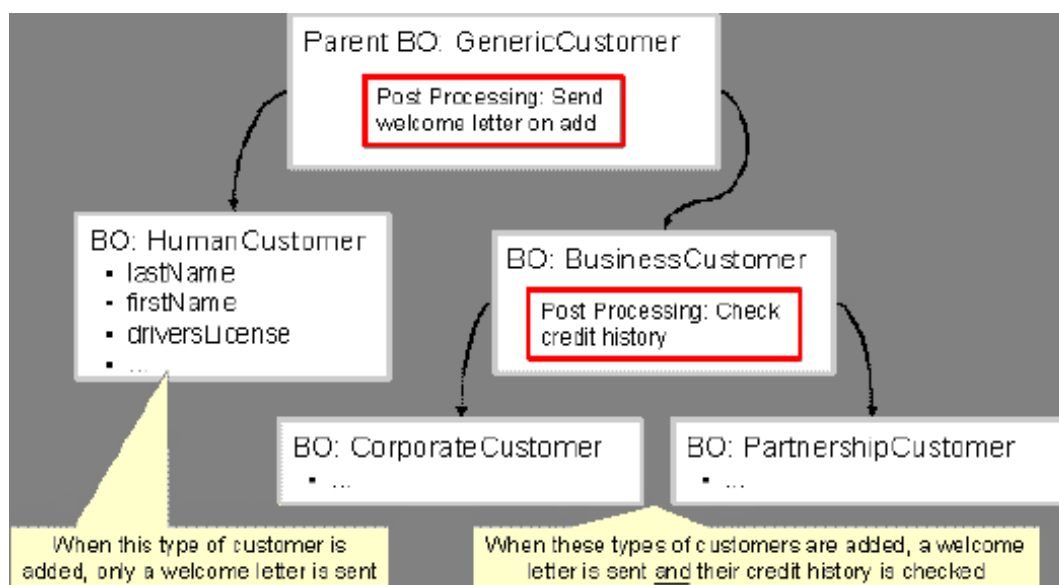 Parent BO: GenericCustomer
Post Processing: Send
welcome letter on add
BO: HumanCustomer
▪ lastName
▪ firstName
▪ driversLicense
▪ ...
BO: BusinessCustomer
Post Processing: Check
credit history
BO: CorporateCustomer
▪ ...
BO: PartnershipCustomer
▪ ...
When this type of customer is
added, only a welcome letter is sent
When these types of customers are added, a welcome
letter is sent and their credit history is checked